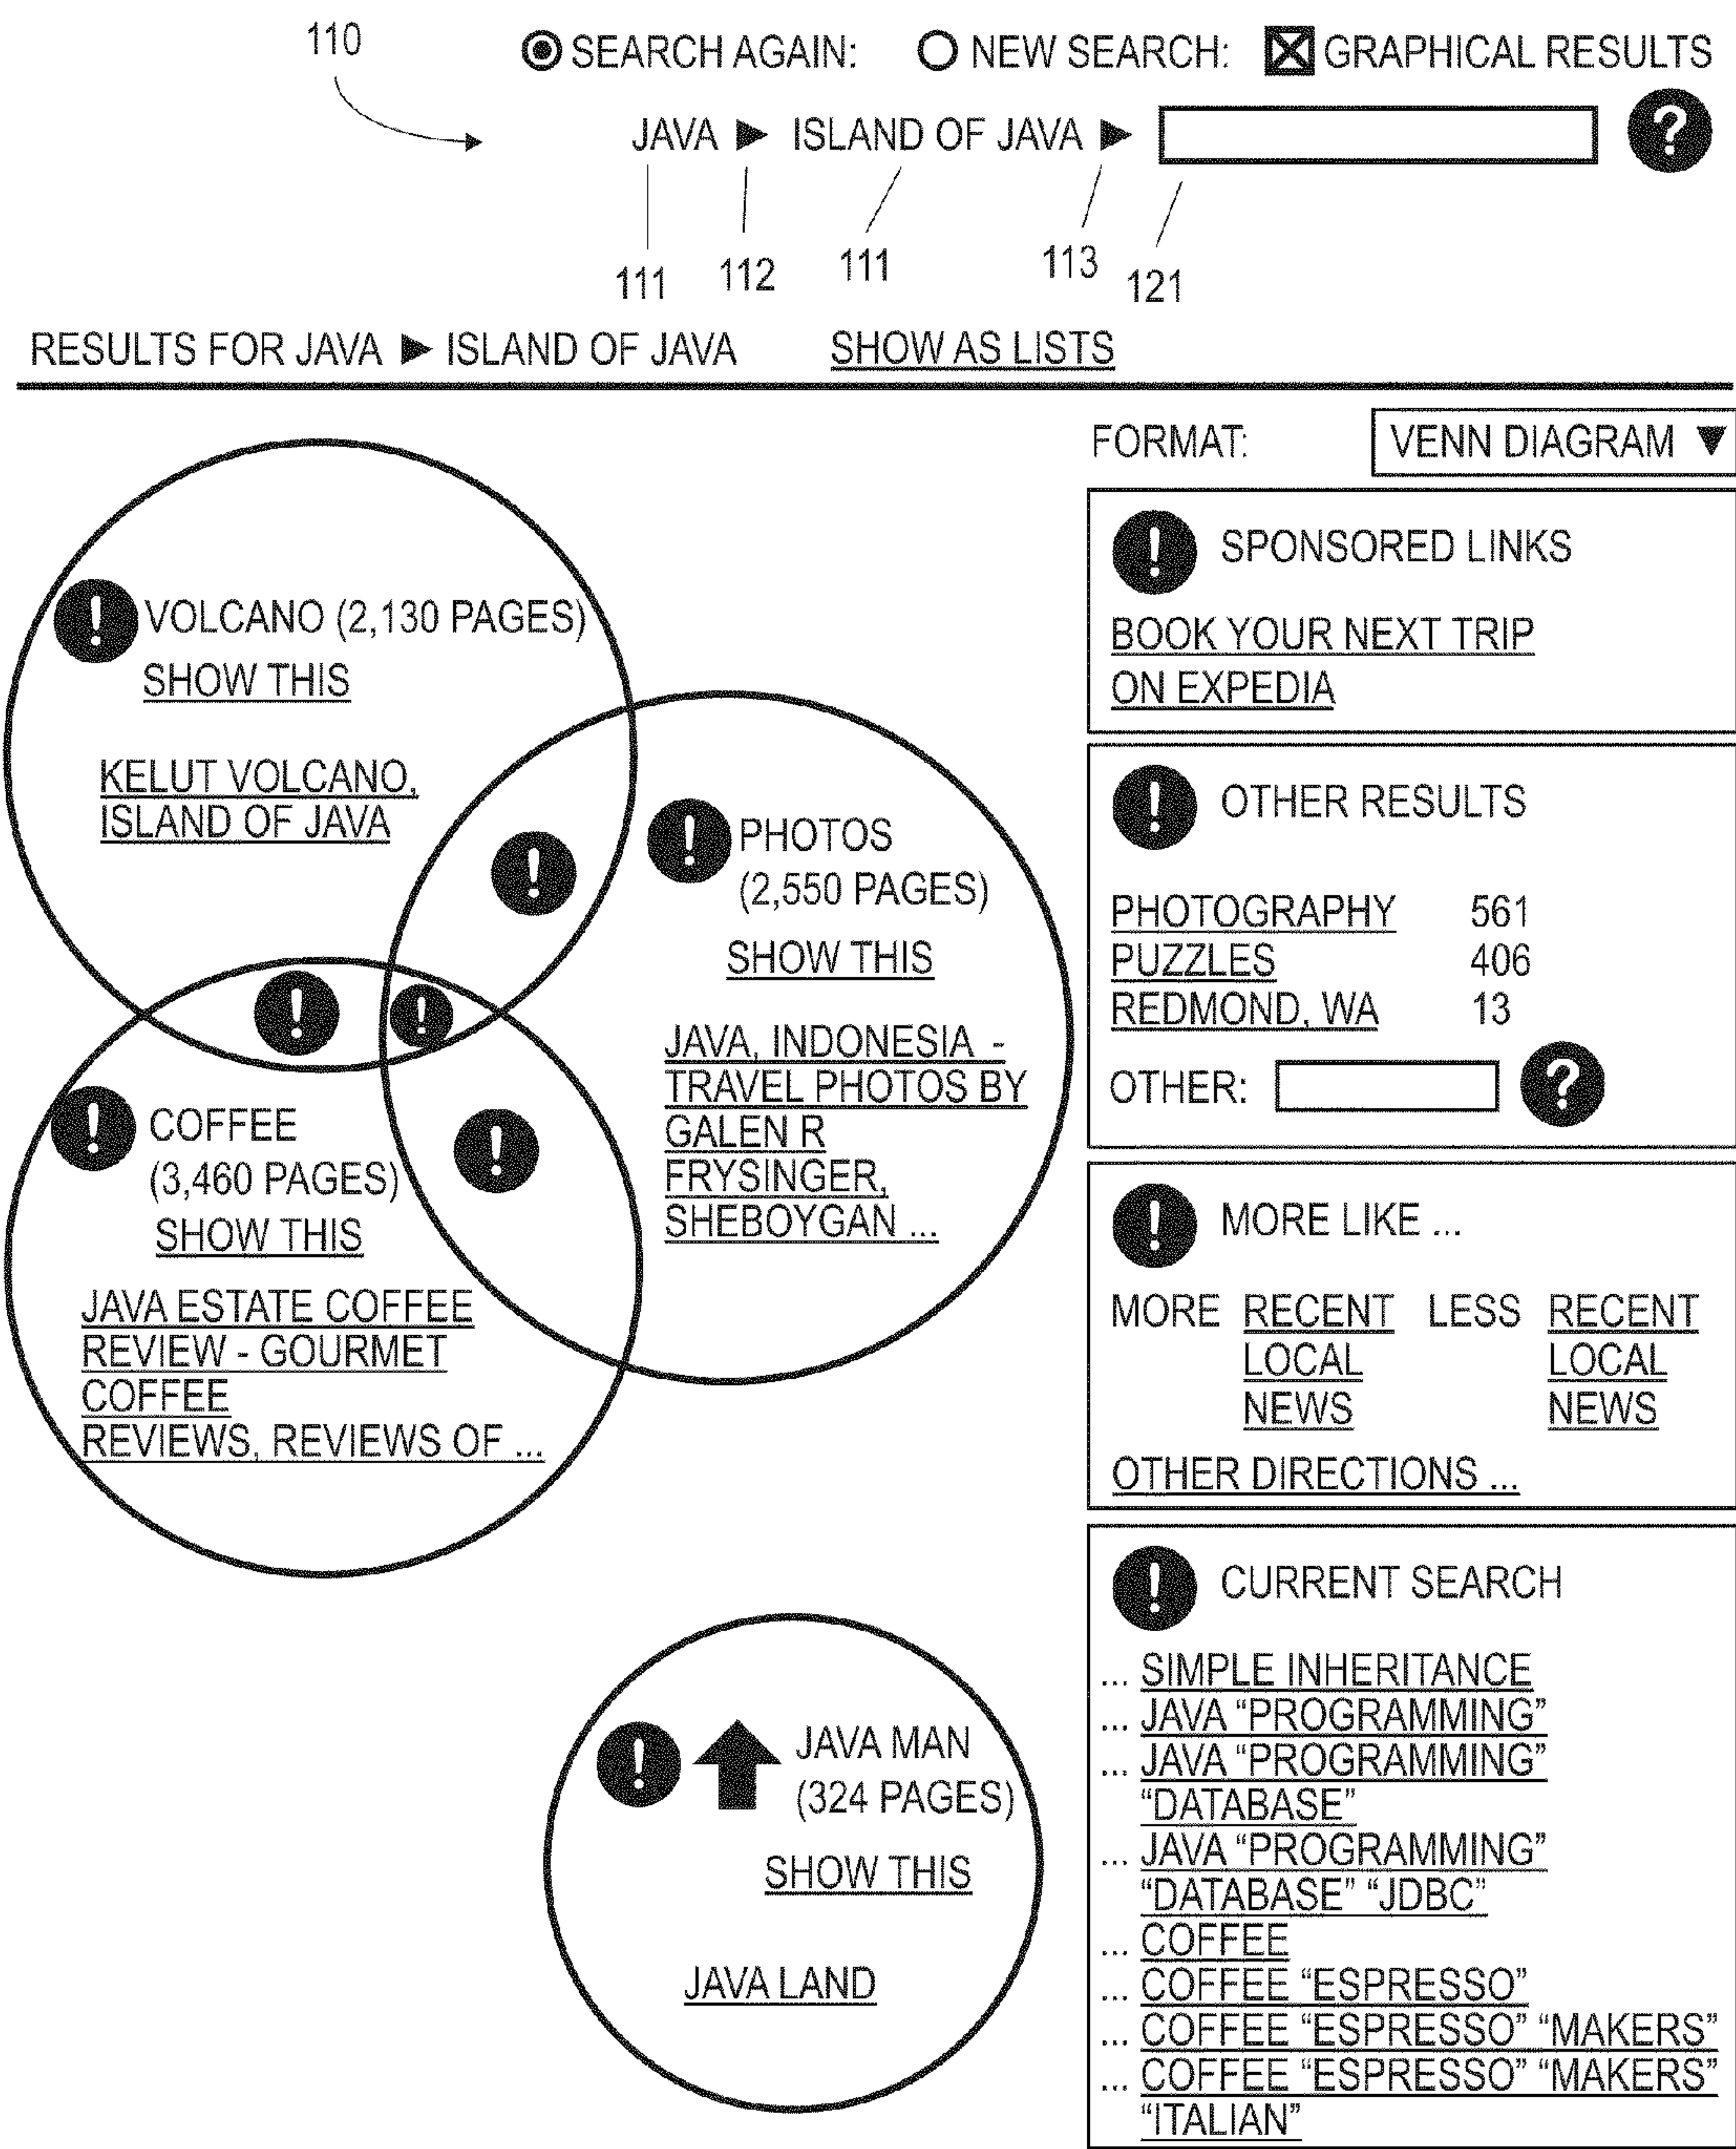 110
SEARCH AGAIN: NEW SEARCH: GRAPHICAL RESULTS
JAVA ▶ ISLAND OF JAVA ▶ ?
111 112 111 113 121
RESULTS FOR JAVA ▶ ISLAND OF JAVA SHOW AS LISTS
FORMAT: VENN DIAGRAM ▼
! VOLCANO (2,130 PAGES)
SHOW THIS
KELUT VOLCANO,
ISLAND OF JAVA
!
! PHOTOS
(2,550 PAGES)
SHOW THIS
JAVA, INDONESIA -
TRAVEL PHOTOS BY
GALEN R
FRYSINGER,
SHEBOYGAN ...
! !
! COFFEE
(3,460 PAGES)
SHOW THIS
JAVA ESTATE COFFEE
REVIEW - GOURMET
COFFEE
REVIEWS, REVIEWS OF ...
!
! JAVA MAN
(324 PAGES)
SHOW THIS
JAVA LAND
! SPONSORED LINKS
BOOK YOUR NEXT TRIP
ON EXPEDIA
! OTHER RESULTS
PHOTOGRAPHY 561
PUZZLES 406
REDMOND, WA 13
OTHER: ?
! MORE LIKE ...
MORE RECENT LESS RECENT
LOCAL LOCAL
NEWS NEWS
OTHER DIRECTIONS ...
! CURRENT SEARCH
... SIMPLE INHERITANCE
... JAVA “PROGRAMMING”
... JAVA “PROGRAMMING”
“DATABASE”
... JAVA “PROGRAMMING”
“DATABASE” “JDBC”
... COFFEE
... COFFEE “ESPRESSO”
... COFFEE “ESPRESSO” “MAKERS”
... COFFEE “ESPRESSO” “MAKERS”
“ITALIAN”